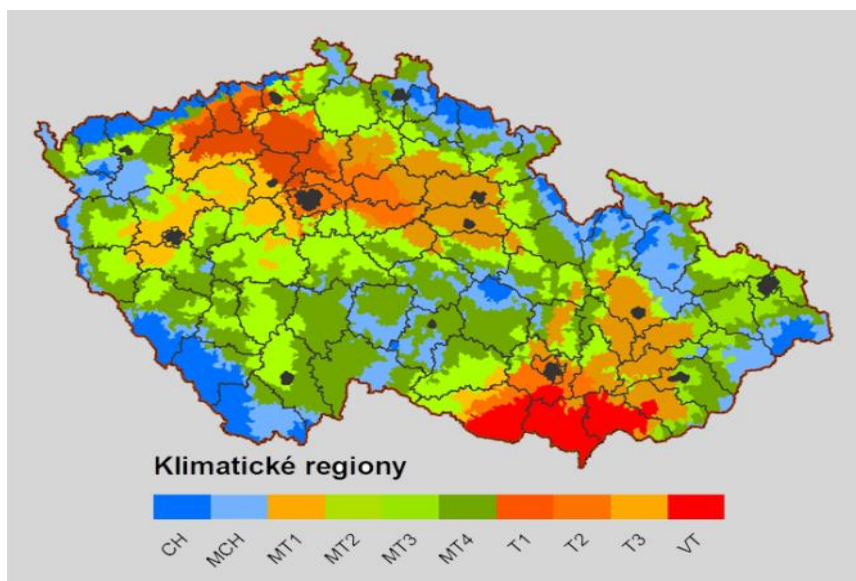 Klimatické regiony
CH
MCH
MT1
MT2
MT3
MT4
T1
T2
T3
VT